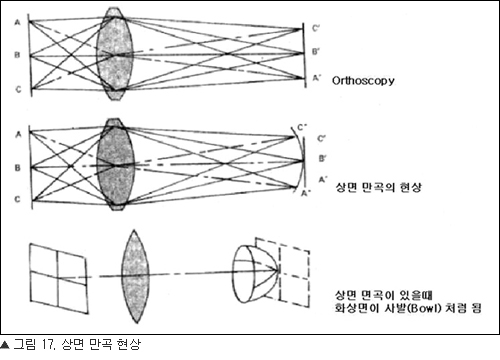 A
B
C
C'
B'
A'
Orthoscopy
A
B
C
C"
C'
B'
A'
A"
상면 만곡의 현상
상면 면곡이 있을때
화상면이 사발(Bowl) 처럼 됨
▲ 그림 17. 상면 만곡 현상